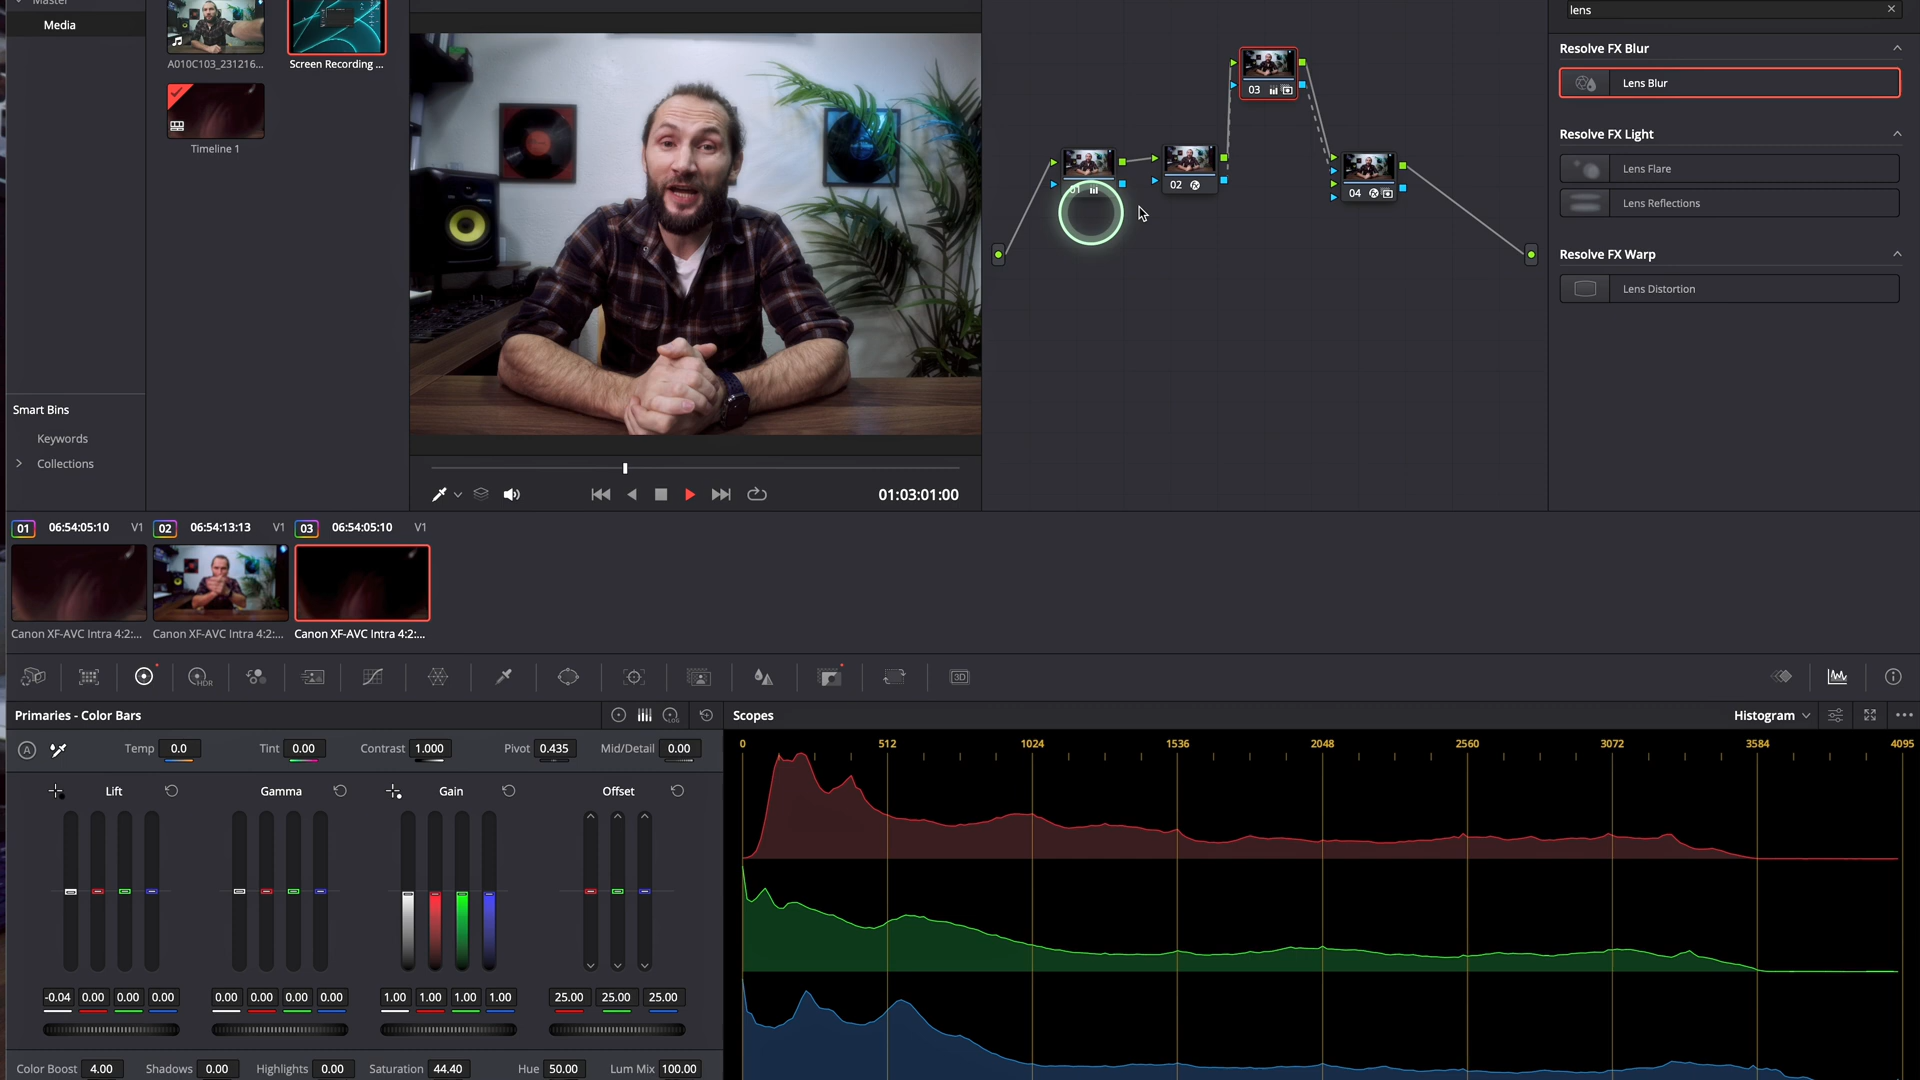 Master
Media
A010C103_231216...
Screen Recording ...
Timeline 1
Smart Bins
Keywords
Collections
01:03:01:00
01
02
03
04
lens
Resolve FX Blur
Lens Blur
Resolve FX Light
Lens Flare
Lens Reflections
Resolve FX Warp
Lens Distortion
01 06:54:05:10 V1
02 06:54:13:13 V1
03 06:54:05:10 V1
Canon XF-AVC Intra 4:2:...
Canon XF-AVC Intra 4:2:...
Canon XF-AVC Intra 4:2:...
HDR
3D
Primaries - Color Bars
LOG
A
Temp 0.0 Tint 0.00 Contrast 1.000 Pivot 0.435 Mid/Detail 0.00
Lift Gamma Gain Offset
-0.04 0.00 0.00 0.00 0.00 0.00 0.00 0.00 1.00 1.00 1.00 1.00 25.00 25.00 25.00
Color Boost 4.00 Shadows 0.00 Highlights 0.00 Saturation 44.40 Hue 50.00 Lum Mix 100.00
Scopes
Histogram
0 512 1024 1536 2048 2560 3072 3584 4095